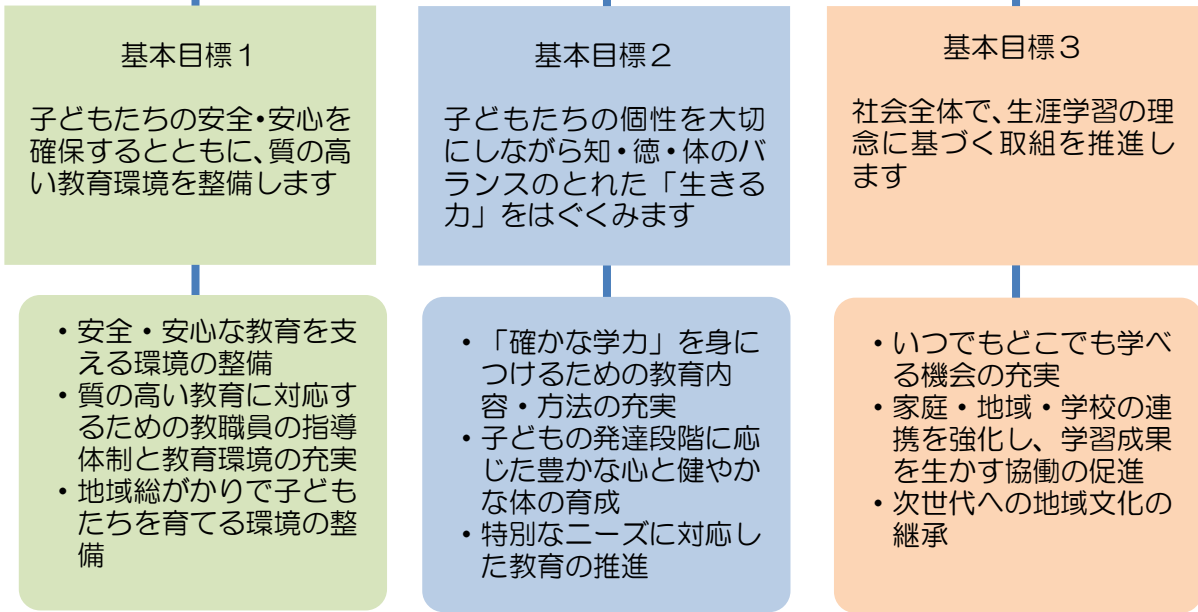 基本目標１
子どもたちの安全・安心を
確保するとともに、質の高
い教育環境を整備します
・安全・安心な教育を支
える環境の整備
・質の高い教育に対応す
るための教職員の指導
体制と教育環境の充実
・地域総がかりで子ども
たちを育てる環境の整
備
基本目標２
子どもたちの個性を大切
にしながら知・徳・体のバ
ランスのとれた「生きる
力」をはぐくみます
・「確かな学力」を身に
つけるための教育内
容・方法の充実
・子どもの発達段階に応
じた豊かな心と健やか
な体の育成
・特別なニーズに対応し
た教育の推進
基本目標３
社会全体で、生涯学習の理
念に基づく取組を推進し
ます
・いつでもどこでも学べ
る機会の充実
・家庭・地域・学校の連
携を強化し、学習成果
を生かす協働の促進
・次世代への地域文化の
継承